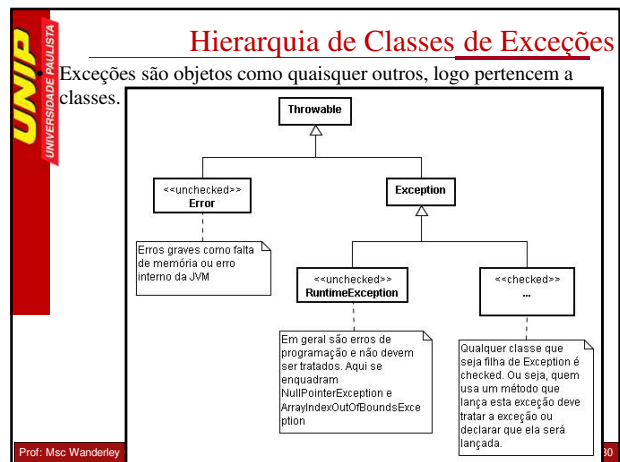 Hierarquia de Classes de Exceções
UNIP
UNIVERSIDADE PAULISTA
Exceções são objetos como quaisquer outros, logo pertencem a
classes.
Throwable
<<unchecked>>
Error
Exception
Erros graves como falta
de memória ou erro
interno da JVM
<<unchecked>>
RuntimeException
<<checked>>
...
Em geral são erros de
programação e não devem
ser tratados. Aqui se
enquadram
NullPointerException e
ArrayIndexOutOfBoundsExce
ption
Qualquer classe que
seja filha de Exception é
checked. Ou seja, quem
usa um método que
lança esta exceção deve
tratar a exceção ou
declarar que ela será
lançada.
Prof: Msc Wanderley
30